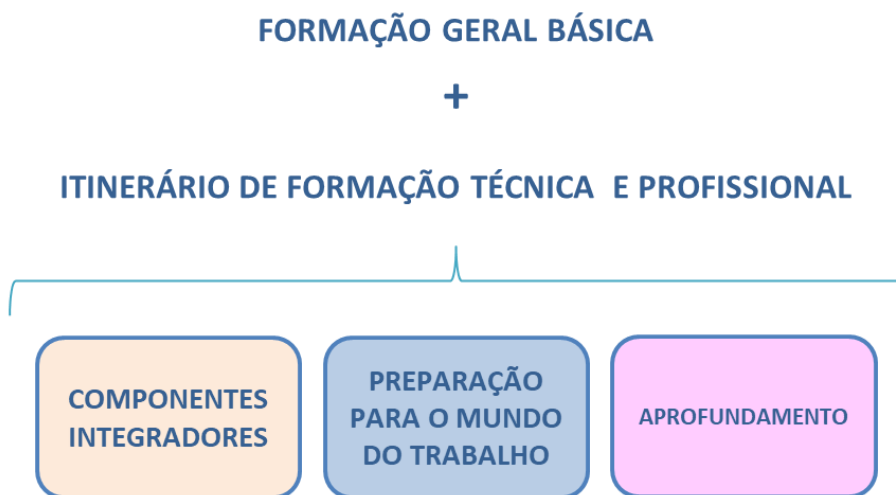 FORMAÇÃO GERAL BÁSICA
+
ITINERÁRIO DE FORMAÇÃO TÉCNICA E PROFISSIONAL
COMPONENTES
INTEGRADORES
PREPARAÇÃO
PARA O MUNDO
DO TRABALHO
APROFUNDAMENTO